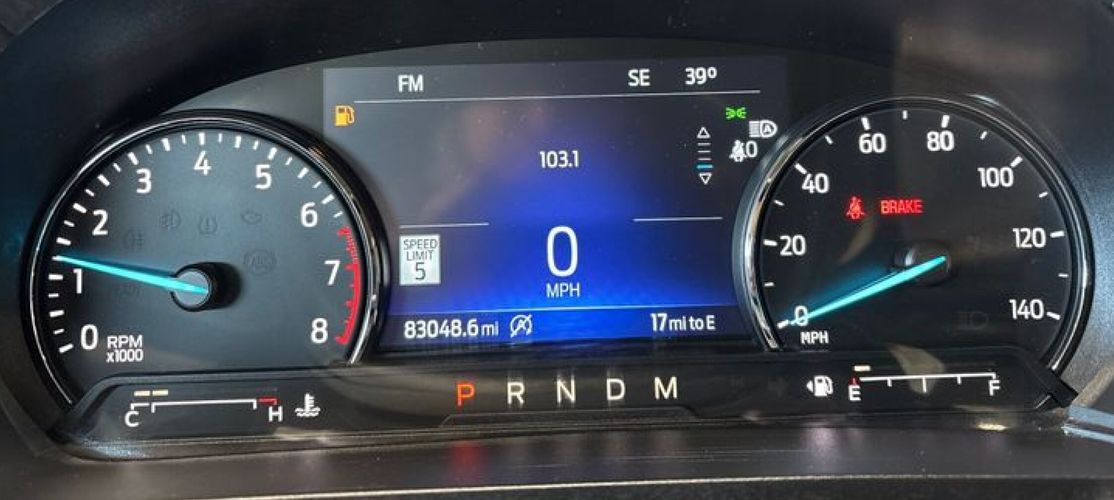 FM
SE 39°
103.1
0
MPH
SPEED
LIMIT
5
83048.6 mi
17 mi to E
0
1
2
3
4
5
6
7
8
RPM
x1000
0
20
40
60
80
100
120
140
MPH
BRAKE
A
0
C
H
P R N D M
E
F